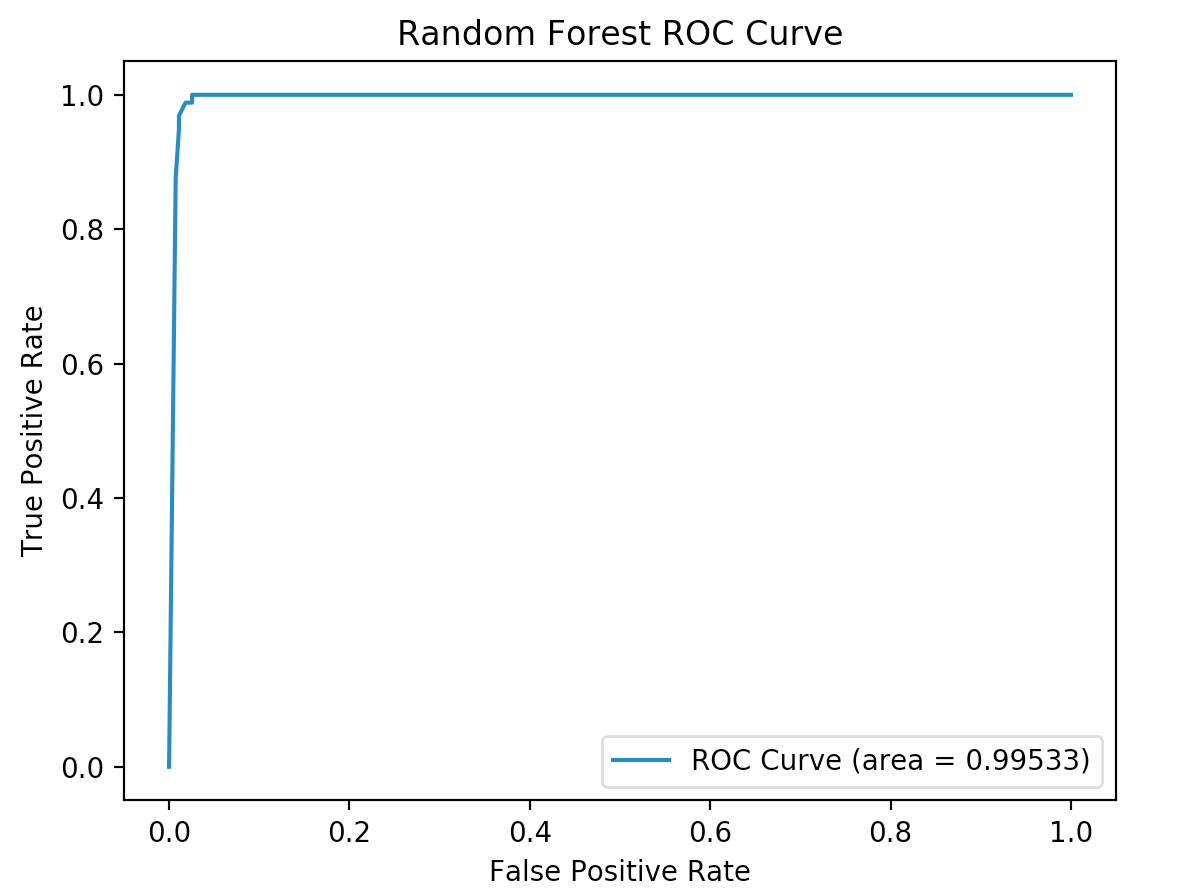 Random Forest ROC Curve
1.0
0.8
0.6
0.4
0.2
0.0
True Positive Rate
ROC Curve (area = 0.99533)
0.0 0.2 0.4 0.6 0.8 1.0
False Positive Rate